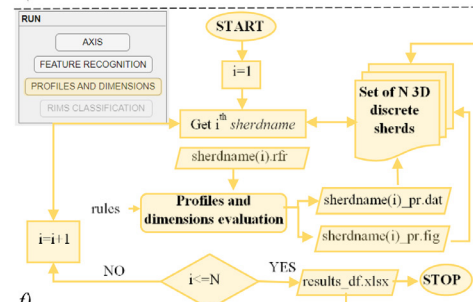 RUN
AXIS
FEATURE RECOGNITION
PROFILES AND DIMENSIONS
RIMS CLASSIFICATION
START
i=1
Get iᵗʰ sherdname
Set of N 3D
discrete
sherds
sherdname(i).rfr
rules
Profiles and
dimensions evaluation
sherdname(i)_pr.dat
sherdname(i)_pr.fig
i=i+1
NO
i<=N
YES
results_df.xlsx
STOP